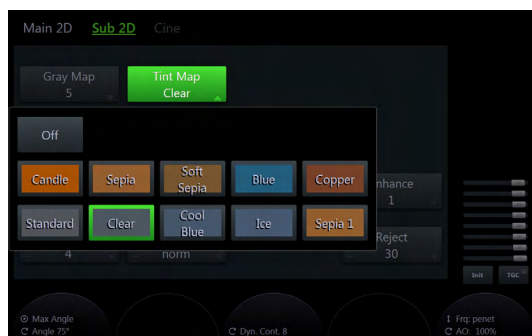 Main 2D Sub 2D Cine
Gray Map
5
Tint Map
Clear
Off
Candle
Sepia
Soft
Sepia
Blue
Copper
Standard
Clear
Cool
Blue
Ice
Sepia 1
nhance
1
4
norm
Reject
30
Init
TGC
Max Angle
Angle 75°
Dyn. Cont. 8
Frq: penet
AO: 100%